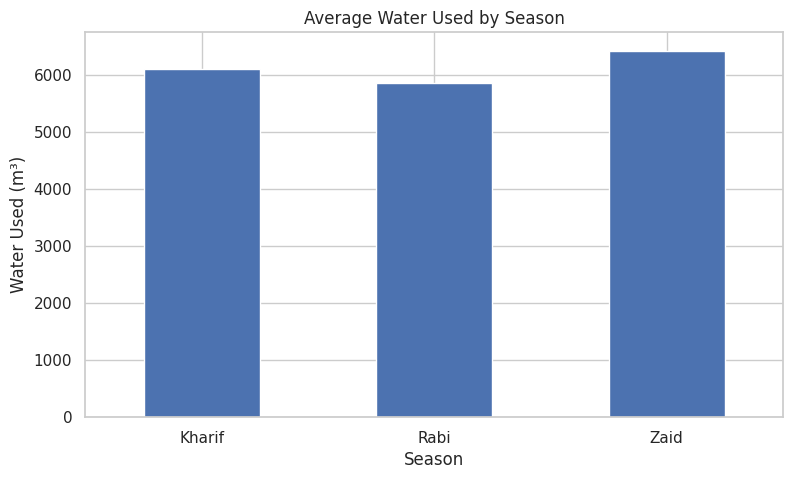 Average Water Used by Season
Water Used (m³)
6000
5000
4000
3000
2000
1000
0
Kharif
Rabi
Zaid
Season